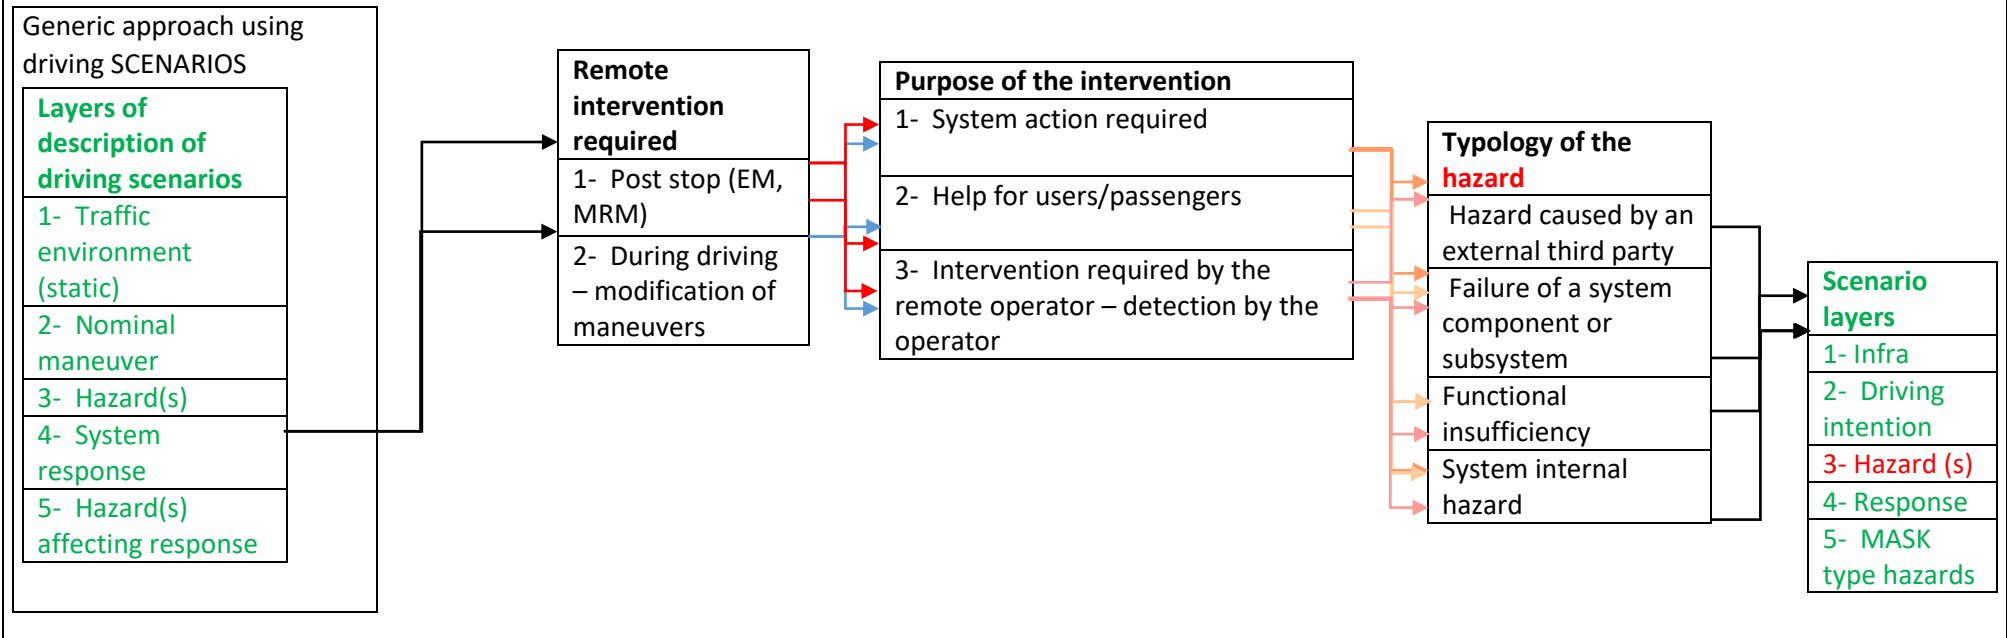 Generic approach using
driving SCENARIOS
Layers of
description of
driving scenarios
1- Traffic
environment
(static)
2- Nominal
maneuver
3- Hazard(s)
4- System
response
5- Hazard(s)
affecting response
Remote
intervention
required
1- Post stop (EM,
MRM)
2- During driving
– modification of
maneuvers
Purpose of the intervention
1- System action required
2- Help for users/passengers
3- Intervention required by the
remote operator – detection by the
operator
Typology of the
hazard
Hazard caused by an
external third party
Failure of a system
component or
subsystem
Functional
insufficiency
System internal
hazard
Scenario
layers
1- Infra
2- Driving
intention
3- Hazard (s)
4- Response
5- MASK
type hazards